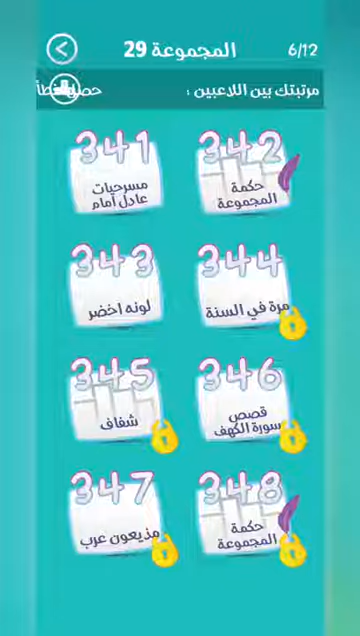 المجموعة 29
6/12
مرتبتك بين اللاعبين :
342
حكمة
المجموعة
341
مسرحيات
عادل أمام
344
مرة في السنة
343
لونه اخضر
346
قصص
سورة الكهف
345
شفاف
348
حكمة
المجموعة
347
مذيعون عرب